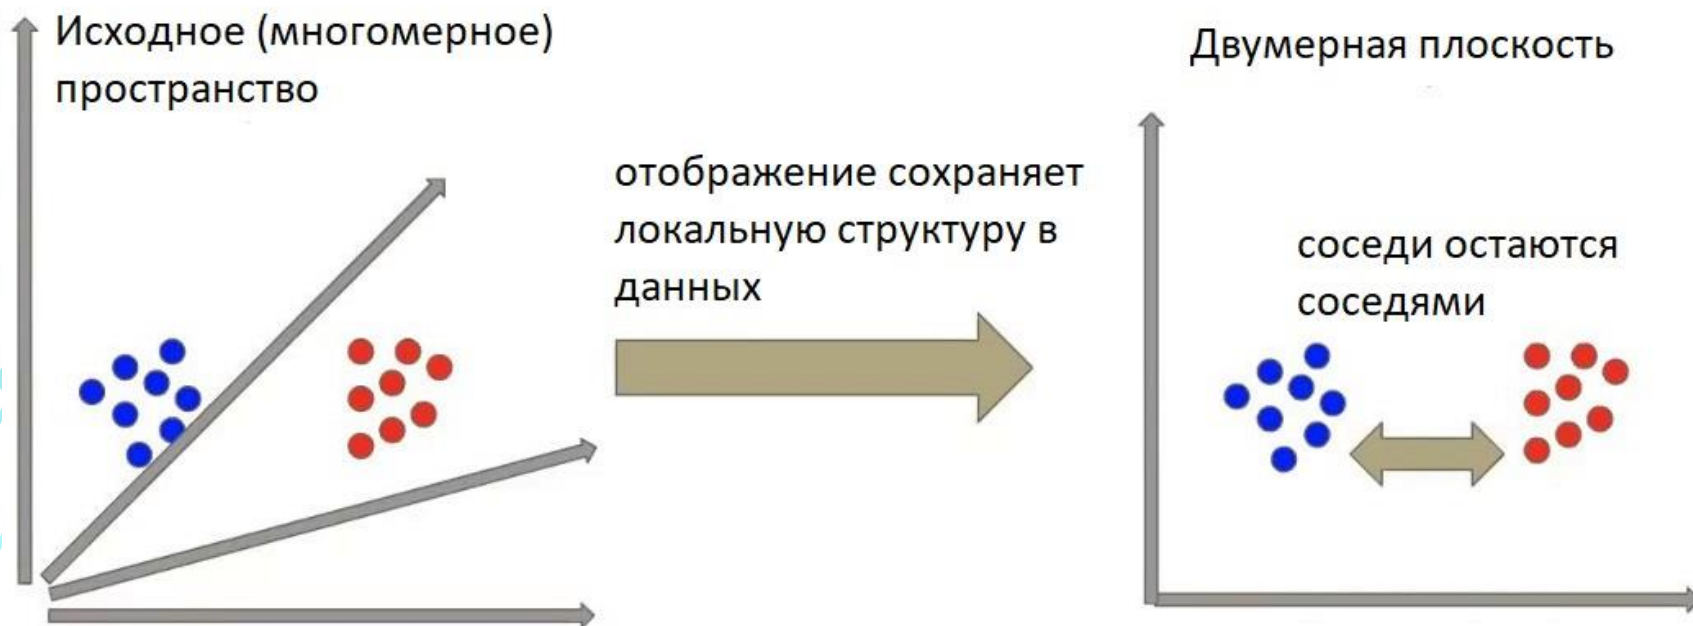 Исходное (многомерное)
пространство
Двумерная плоскость
отображение сохраняет
локальную структуру в
данных
соседи остаются
соседями